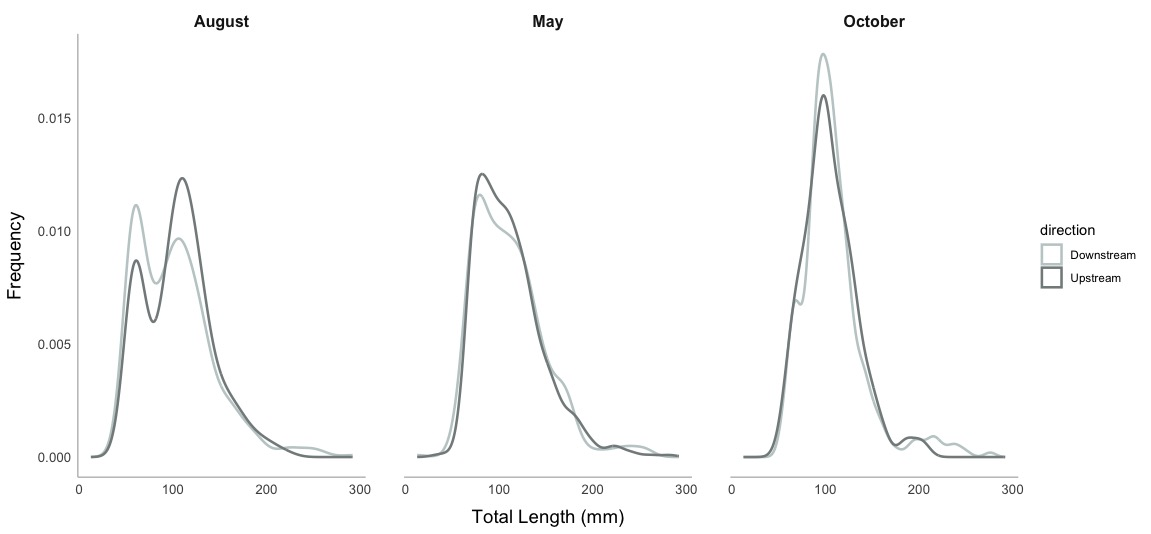 August May October
Frequency
0.015
0.010
0.005
0.000
0 100 200 300 0 100 200 300 0 100 200 300
Total Length (mm)
direction
Downstream
Upstream